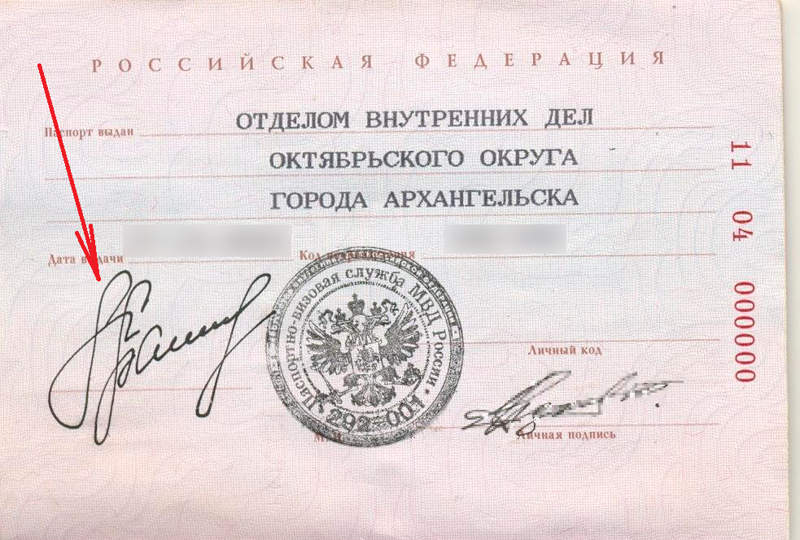 РОССИЙСКАЯ ФЕДЕРАЦИЯ
Паспорт выдан ОТДЕЛОМ ВНУТРЕННИХ ДЕЛ
ОКТЯБРЬСКОГО ОКРУГА
ГОРОДА АРХАНГЕЛЬСКА
Дата выдачи
Код
Паспортно-визовая служба МВД России
292-001
Личный код
М.П.
Личная подпись
11 04 000000